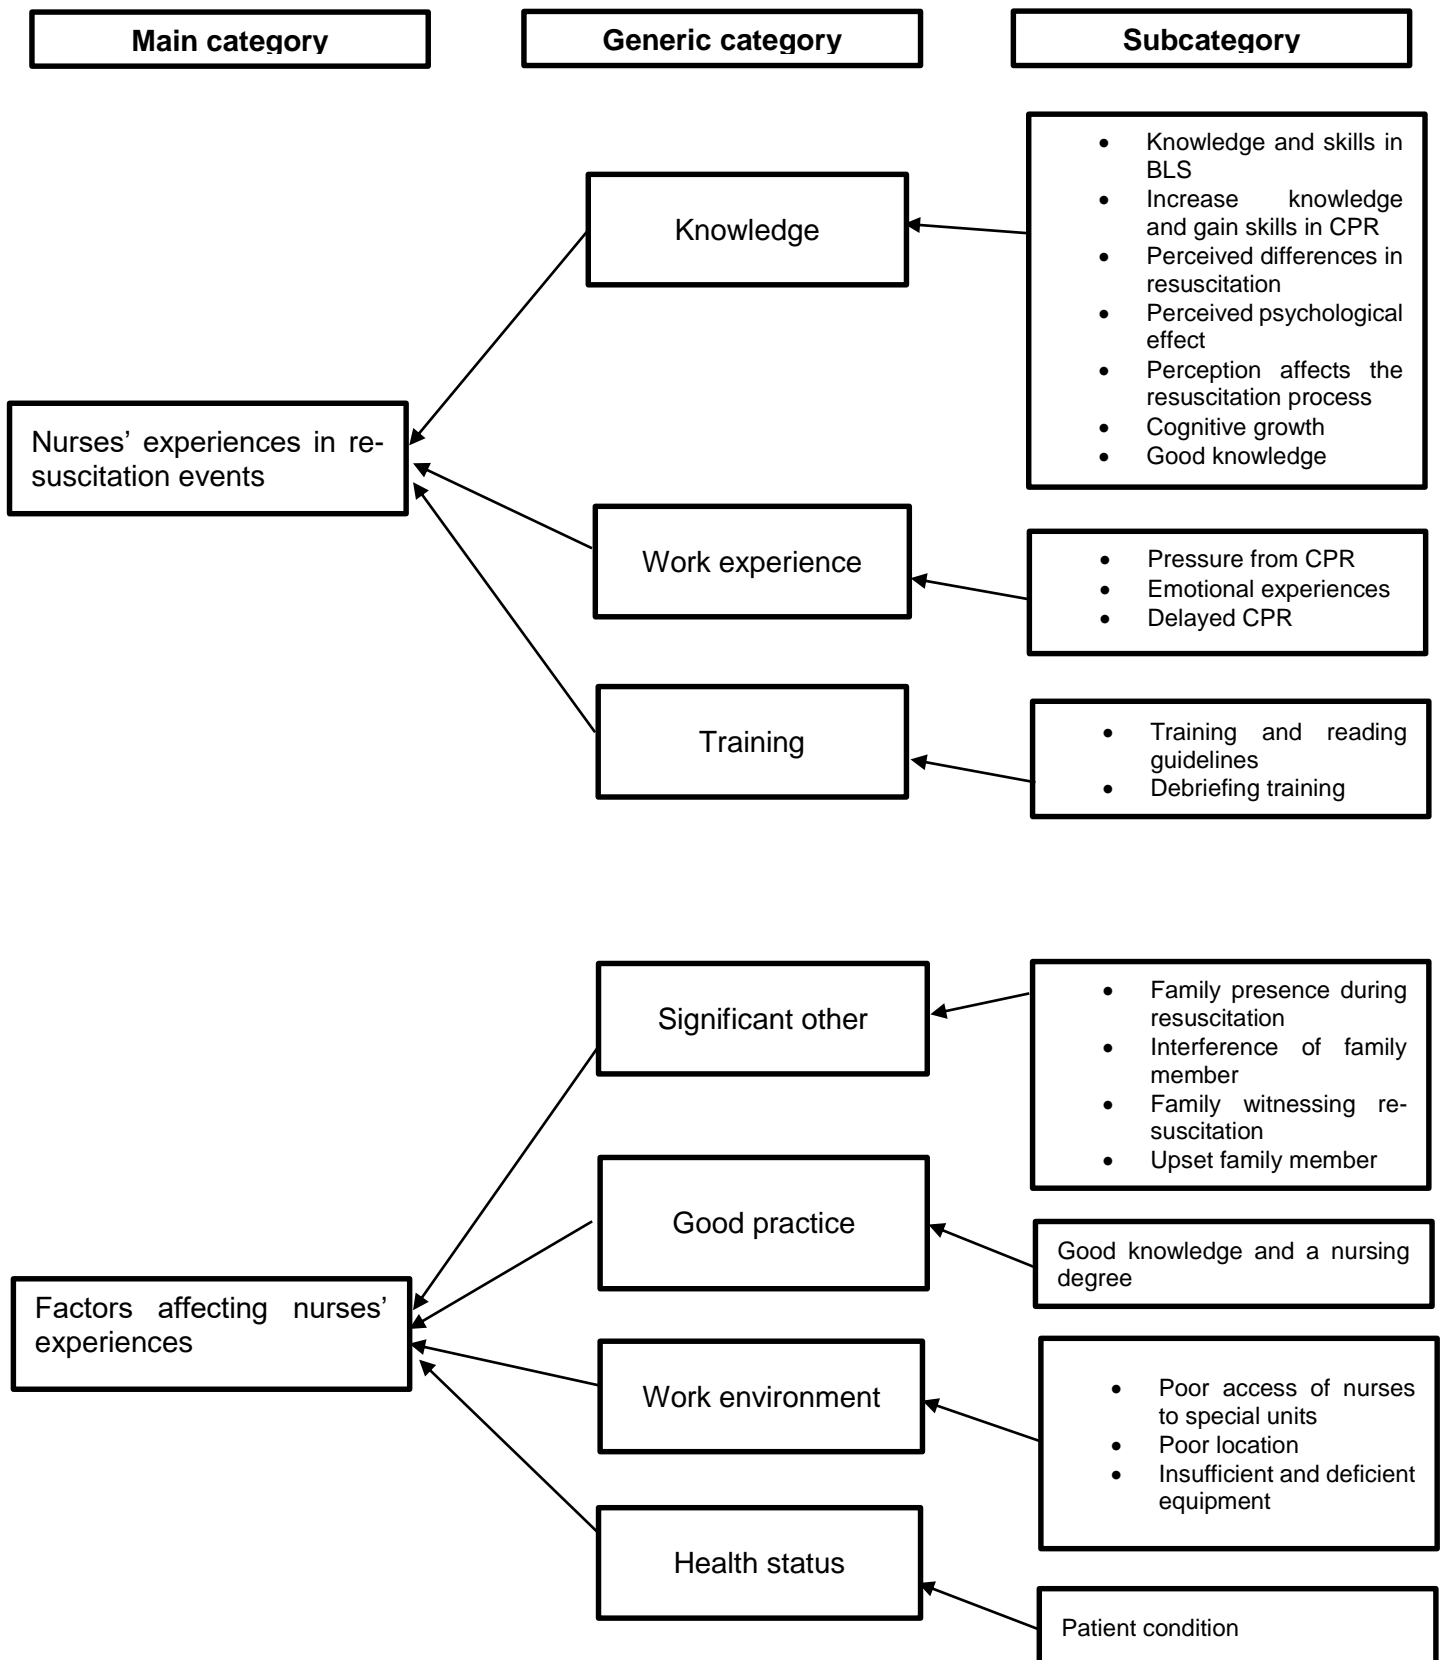 Main category
Generic category
Subcategory
Knowledge
• Knowledge and skills in
BLS
• Increase knowledge
and gain skills in CPR
• Perceived differences in
resuscitation
• Perceived psychological
effect
• Perception affects the
resuscitation process
• Cognitive growth
• Good knowledge
Nurses’ experiences in re-
suscitation events
Work experience
• Pressure from CPR
• Emotional experiences
• Delayed CPR
Training
• Training and reading
guidelines
• Debriefing training
Significant other
• Family presence during
resuscitation
• Interference of family
member
• Family witnessing re-
suscitation
• Upset family member
Good practice
Good knowledge and a nursing
degree
Factors affecting nurses’
experiences
Work environment
• Poor access of nurses
to special units
• Poor location
• Insufficient and deficient
equipment
Health status
Patient condition